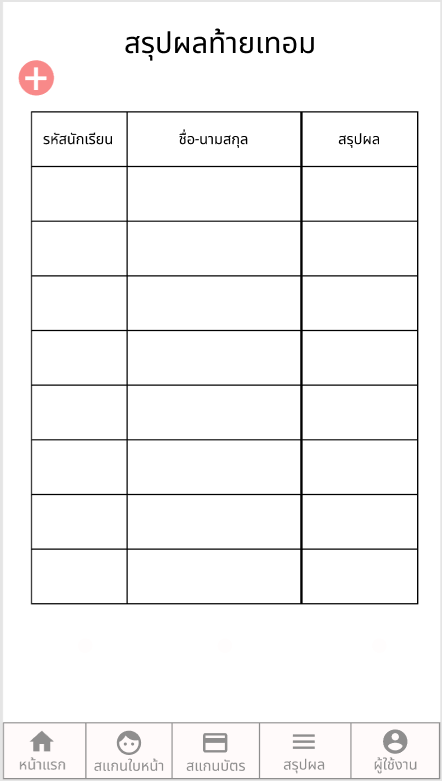 สรุปผลท้ายเทอม
รหัสนักเรียน ชื่อ-นามสกุล สรุปผล
หน้าแรก สแกนใบหน้า สแกนบัตร สรุปผล ผู้ใช้งาน